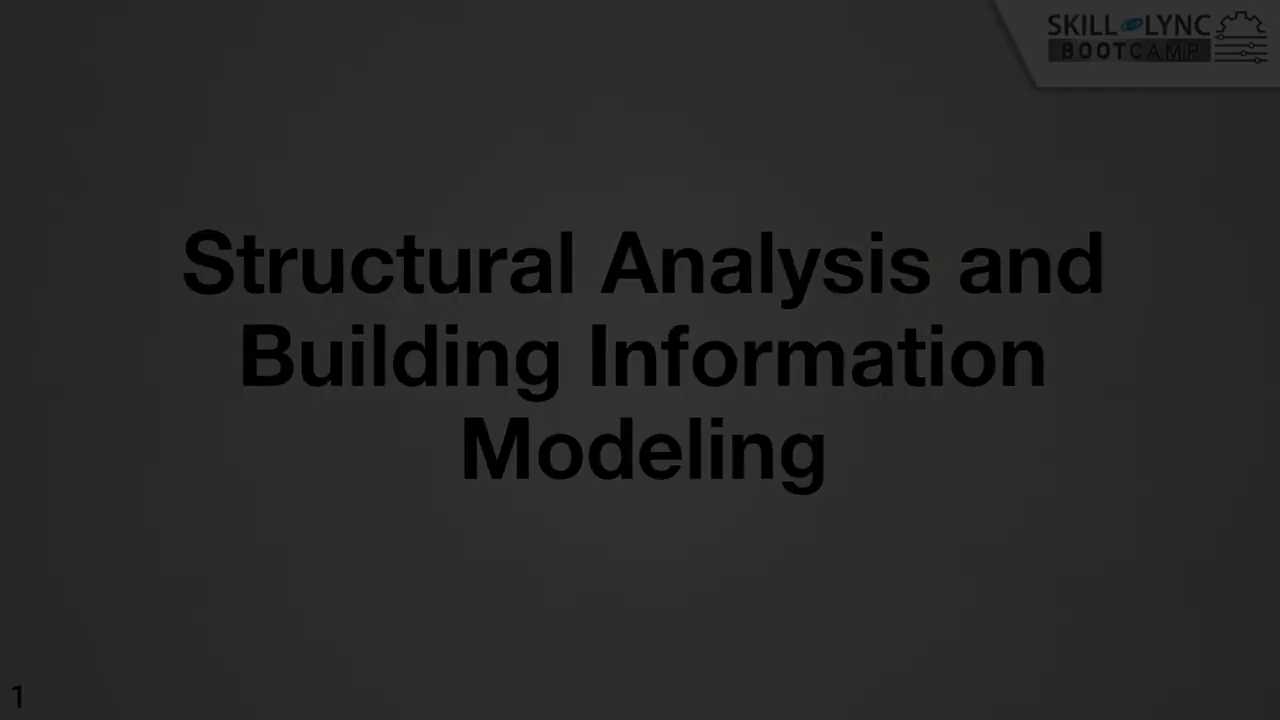 SKILL LYNC
BOOTCAMP
Structural Analysis and
Building Information
Modeling
1